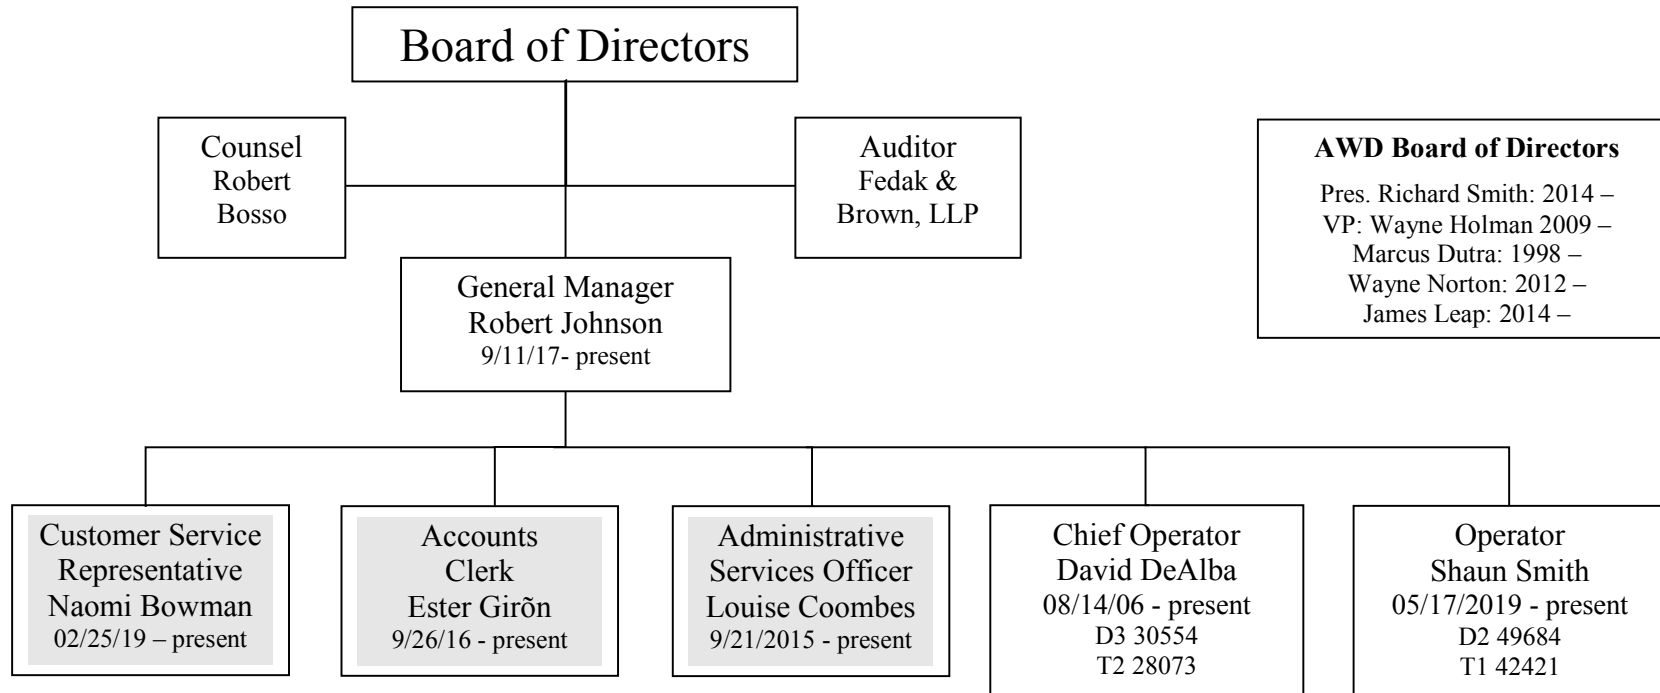 Board of Directors
Counsel
Robert
Bosso
Auditor
Fedak &
Brown, LLP
AWD Board of Directors
Pres. Richard Smith: 2014 –
VP: Wayne Holman 2009 –
Marcus Dutra: 1998 –
Wayne Norton: 2012 –
James Leap: 2014 –
General Manager
Robert Johnson
9/11/17- present
Customer Service
Representative
Naomi Bowman
02/25/19 – present
Accounts
Clerk
Ester Girõn
9/26/16 - present
Administrative
Services Officer
Louise Coombes
9/21/2015 - present
Chief Operator
David DeAlba
08/14/06 - present
D3 30554
T2 28073
Operator
Shaun Smith
05/17/2019 - present
D2 49684
T1 42421